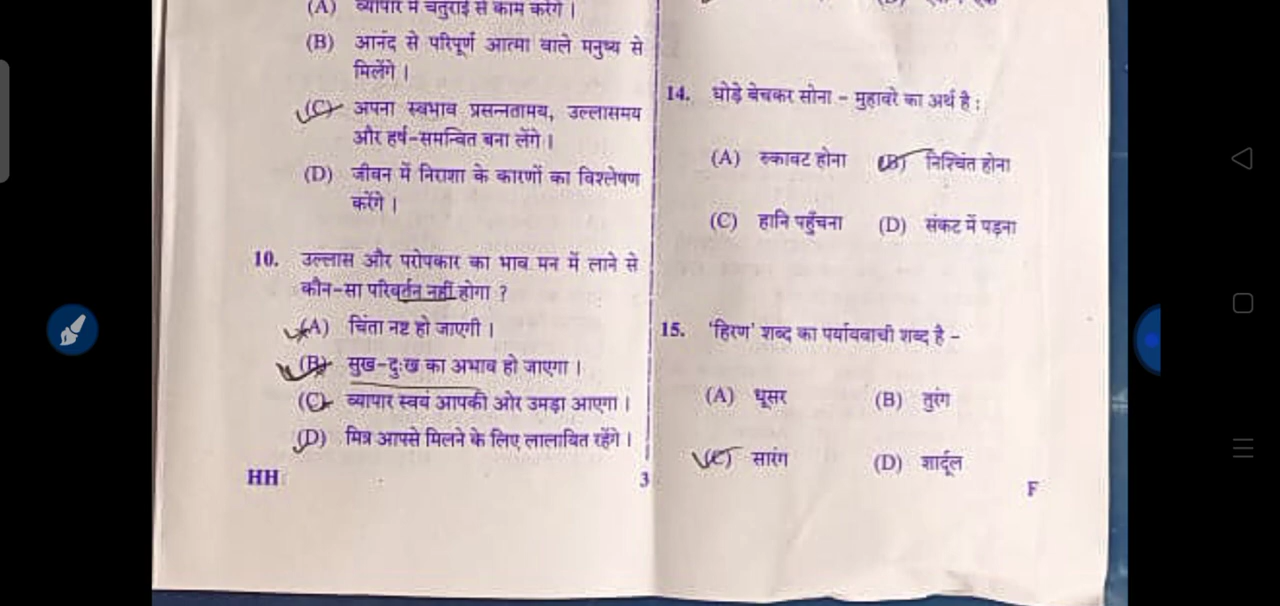 (A) व्यापार में चतुराई से काम करेंगे ।
(B) आनंद से परिपूर्ण आत्मा वाले मनुष्य से
मिलेंगे ।
(C) अपना स्वभाव प्रसन्नतामय, उल्लासमय
और हर्ष-समन्वित बना लेंगे ।
(D) जीवन में निराशा के कारणों का विश्लेषण
करेंगे ।
10. उल्लास और परोपकार का भाव मन में लाने से
कौन-सा परिवर्तन नहीं होगा ?
(A) चिंता नष्ट हो जाएगी ।
(B) सुख-दुःख का अभाव हो जाएगा ।
(C) व्यापार स्वयं आपकी ओर उमड़ा आएगा ।
(D) मित्र आपसे मिलने के लिए लालायित रहेंगे ।
14. घोड़े बेचकर सोना - मुहावरे का अर्थ है :
(A) रुकावट होना (B) निश्चिंत होना
(C) हानि पहुँचना (D) संकट में पड़ना
15. 'हिरण' शब्द का पर्यायवाची शब्द है -
(A) धूसर (B) तुरंग
(C) सारंग (D) शार्दूल
HH 3 F